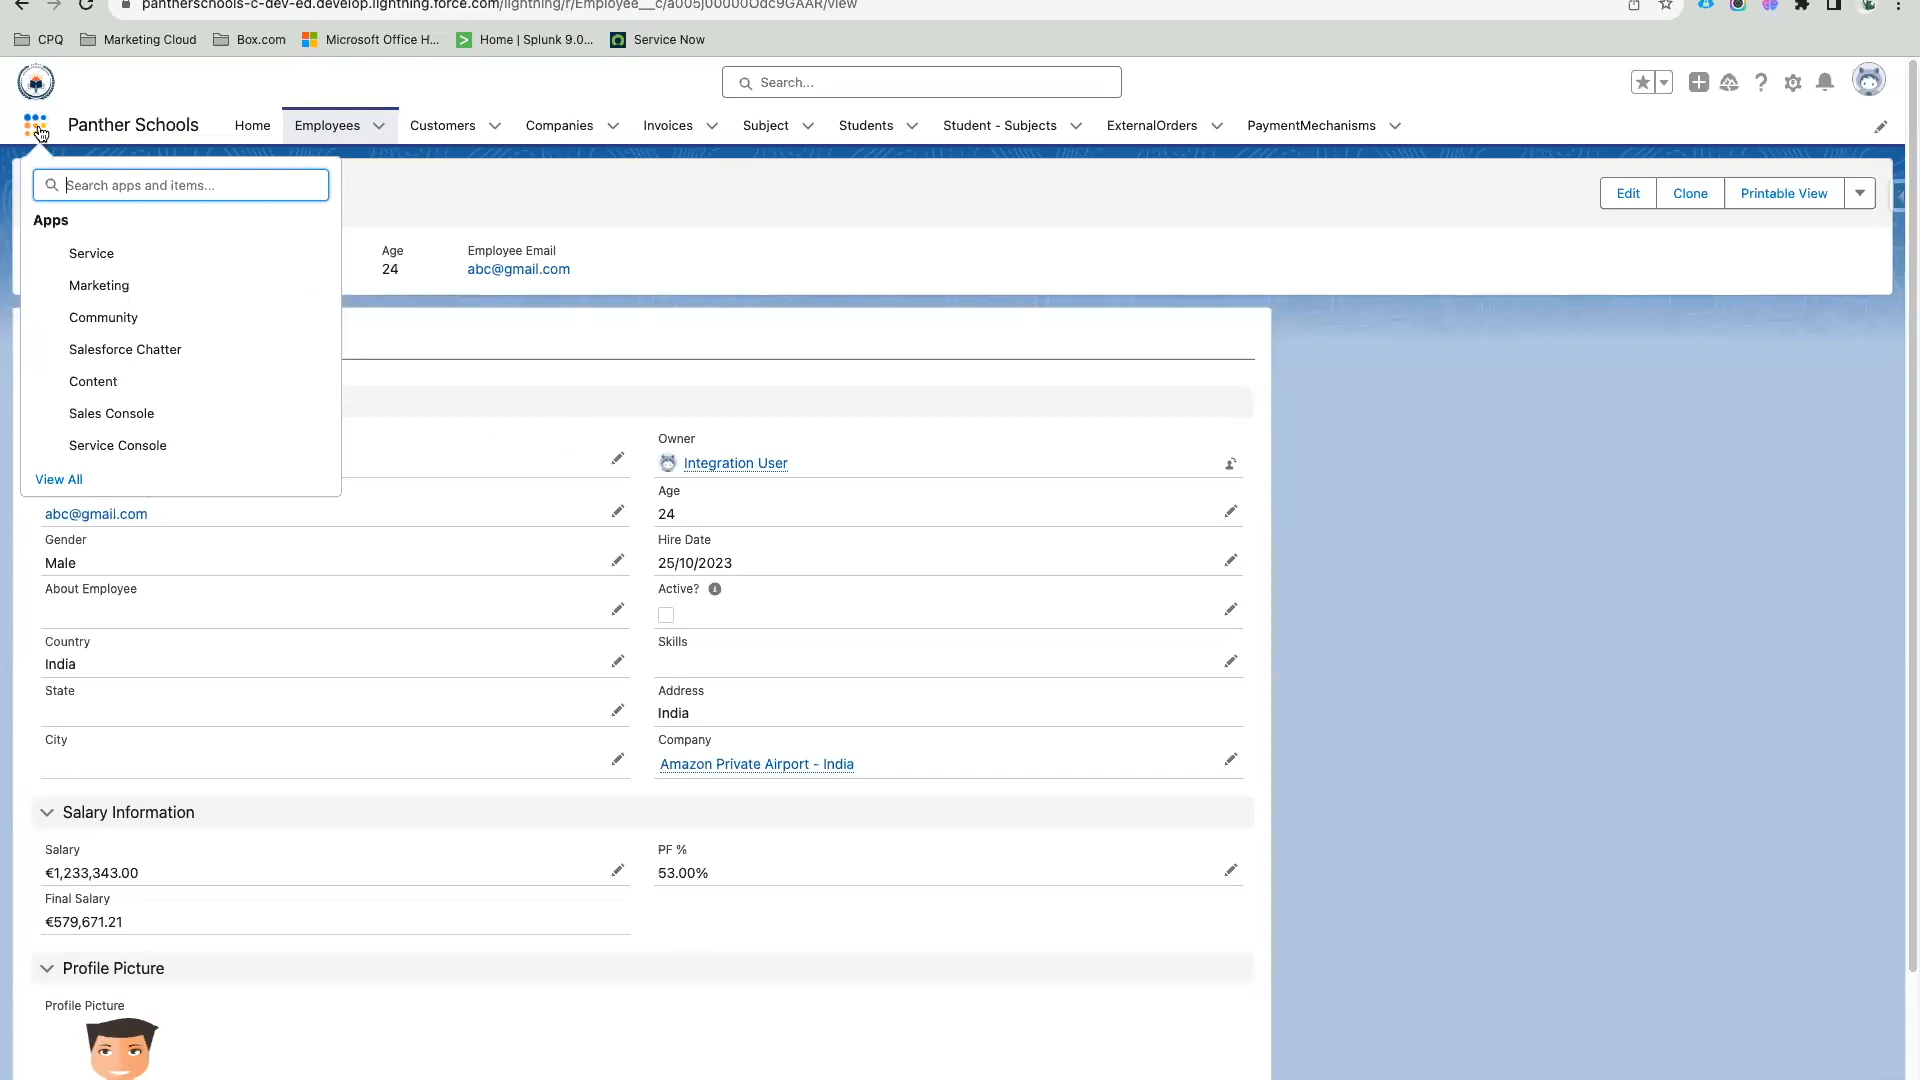 pantherschools-c-dev-ed.develop.lightning.force.com/lightning/r/Employee__c/a005j00000Odc9GAAR/view
CPQ Marketing Cloud Box.com Microsoft Office H... Home | Splunk 9.0... Service Now
Search...
Panther Schools Home Employees Customers Companies Invoices Subject Students Student - Subjects ExternalOrders PaymentMechanisms
Search apps and items...
Edit Clone Printable View
Apps
Service
Marketing
Community
Salesforce Chatter
Content
Sales Console
Service Console
View All
Age Employee Email
24 abc@gmail.com
Owner
Integration User
Age
abc@gmail.com 24
Gender Hire Date
Male 25/10/2023
About Employee Active?
Country Skills
India
State Address
India
City Company
Amazon Private Airport - India
Salary Information
Salary PF %
€1,233,343.00 53.00%
Final Salary
€579,671.21
Profile Picture
Profile Picture